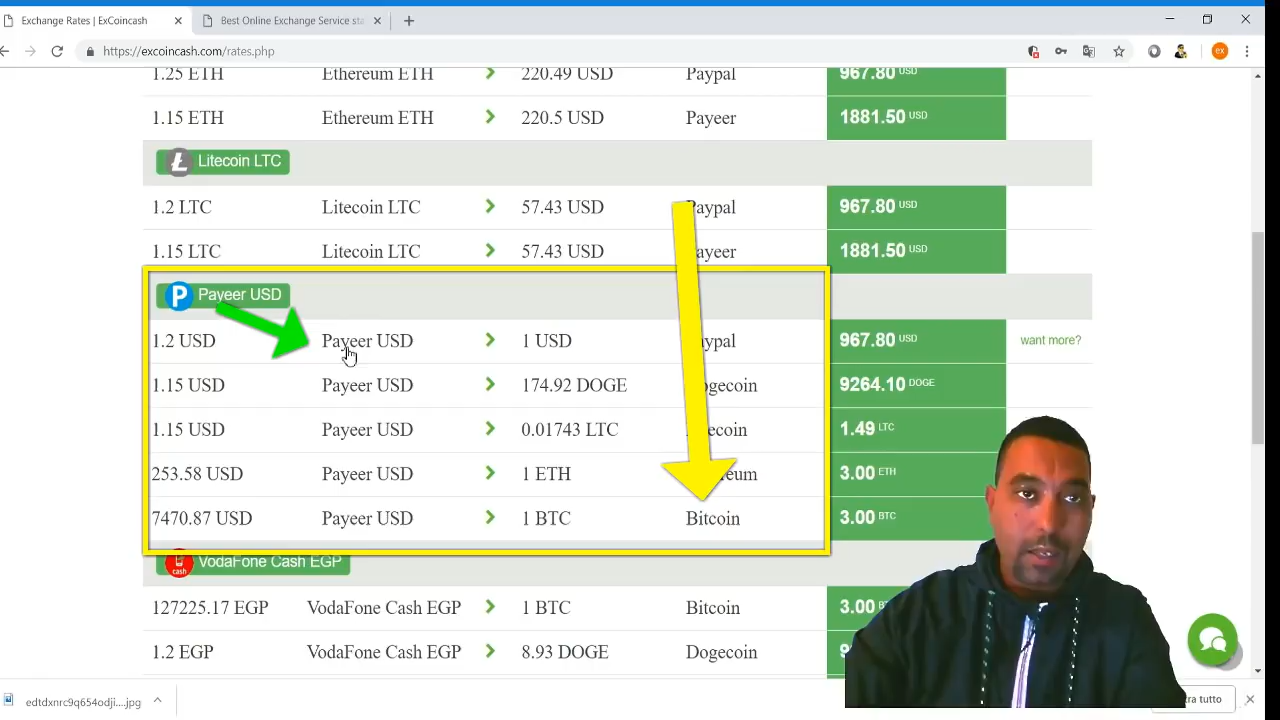 Exchange Rates | ExCoincash
Best Online Exchange Service sta
https://excoincash.com/rates.php
ex
1.25 ETH Ethereum ETH 220.49 USD Paypal 967.80 USD
1.15 ETH Ethereum ETH 220.5 USD Payeer 1881.50 USD
Litecoin LTC
1.2 LTC Litecoin LTC 57.43 USD Paypal 967.80 USD
1.15 LTC Litecoin LTC 57.43 USD Payeer 1881.50 USD
Payeer USD
1.2 USD Payeer USD 1 USD 967.80 USD want more?
1.15 USD Payeer USD 174.92 DOGE 9264.10 DOGE
1.15 USD Payeer USD 0.01743 LTC 1.49 LTC
253.58 USD Payeer USD 1 ETH 3.00 ETH
7470.87 USD Payeer USD 1 BTC Bitcoin 3.00 BTC
cash VodaFone Cash EGP
127225.17 EGP VodaFone Cash EGP 1 BTC Bitcoin 3.00
1.2 EGP VodaFone Cash EGP 8.93 DOGE Dogecoin
edtdxnrc9q654odji....jpg
tutto